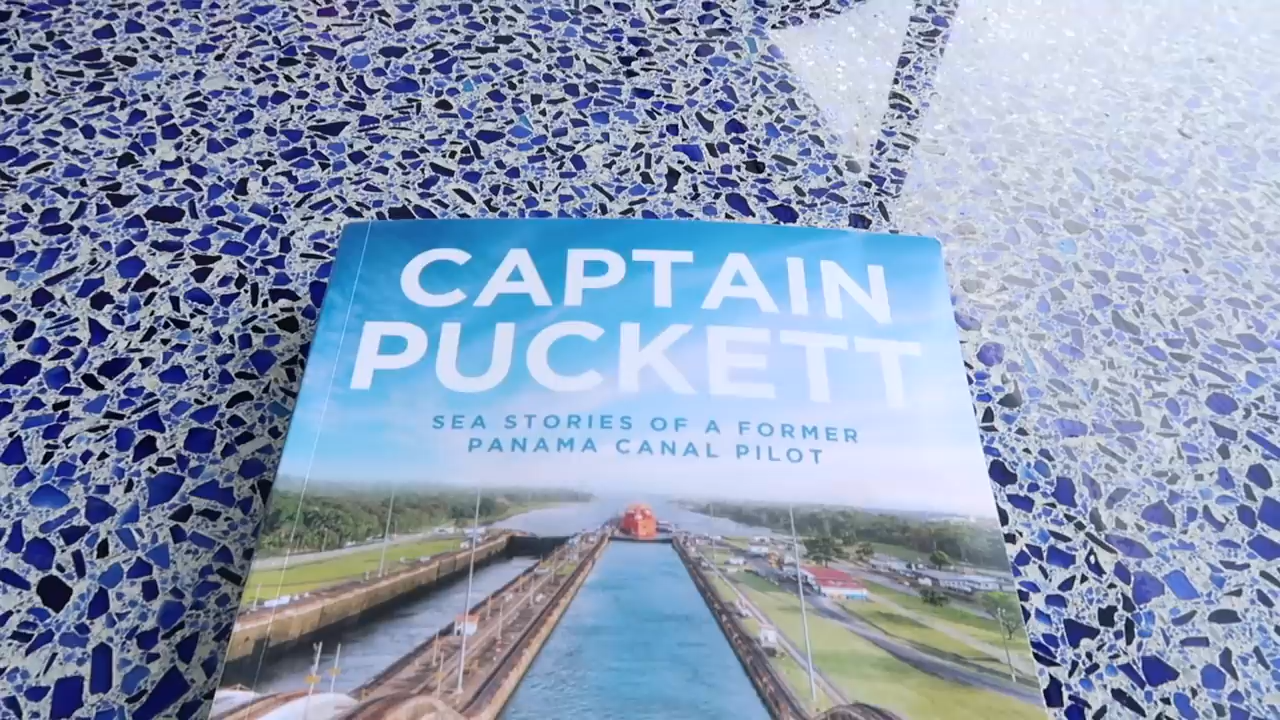 CAPTAIN
PUCKETT
SEA STORIES OF A FORMER
PANAMA CANAL PILOT